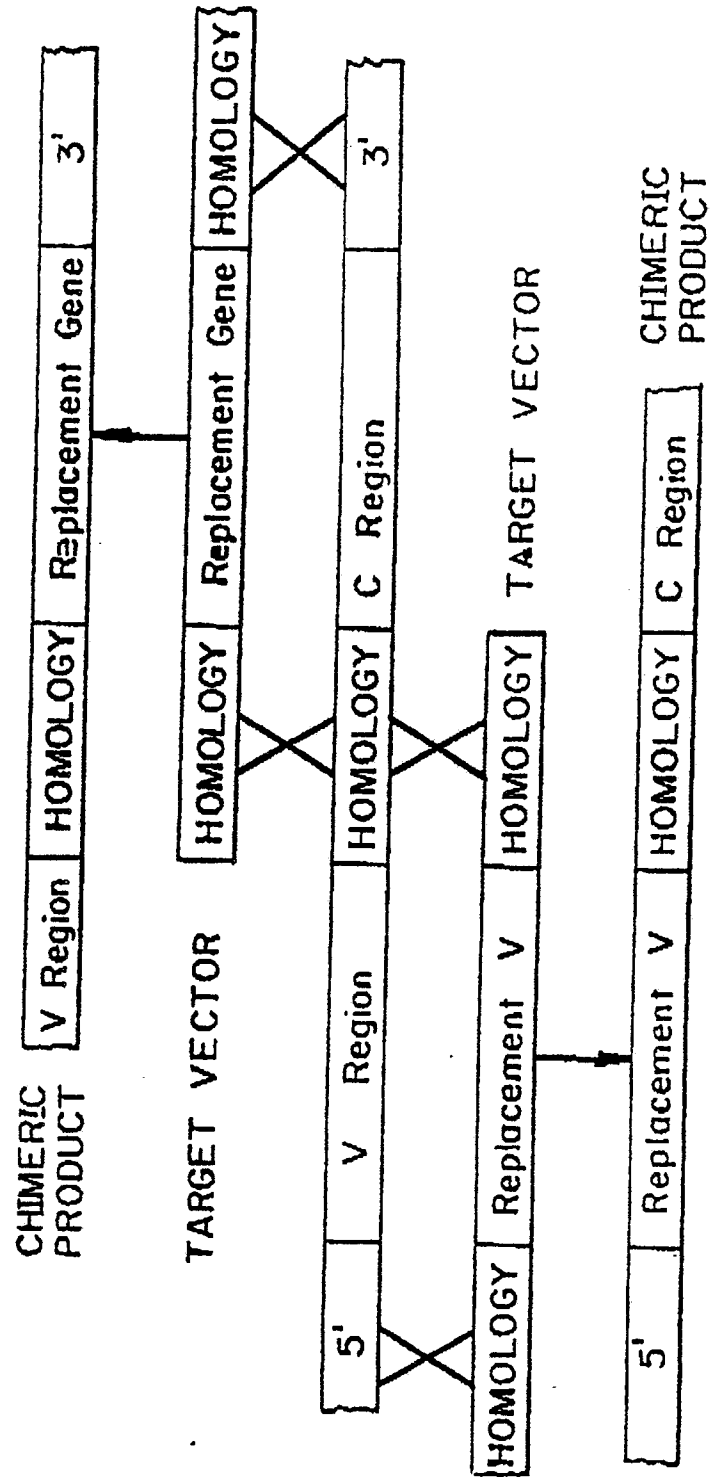 CHIMERIC
PRODUCT
V Region HOMOLOGY Replacement Gene 3'
TARGET VECTOR
HOMOLOGY Replacement Gene HOMOLOGY
5' V Region HOMOLOGY C Region 3'
HOMOLOGY Replacement V HOMOLOGY
TARGET VECTOR
5' Replacement V HOMOLOGY C Region
CHIMERIC
PRODUCT